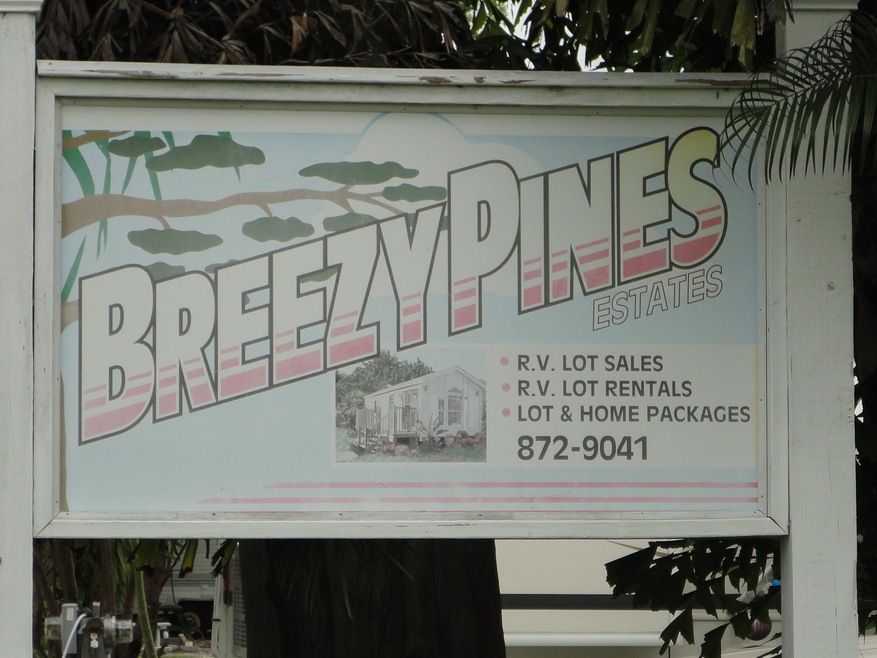 BREEZY PINES
ESTATES
• R.V. LOT SALES
• R.V. LOT RENTALS
• LOT & HOME PACKAGES
872-9041